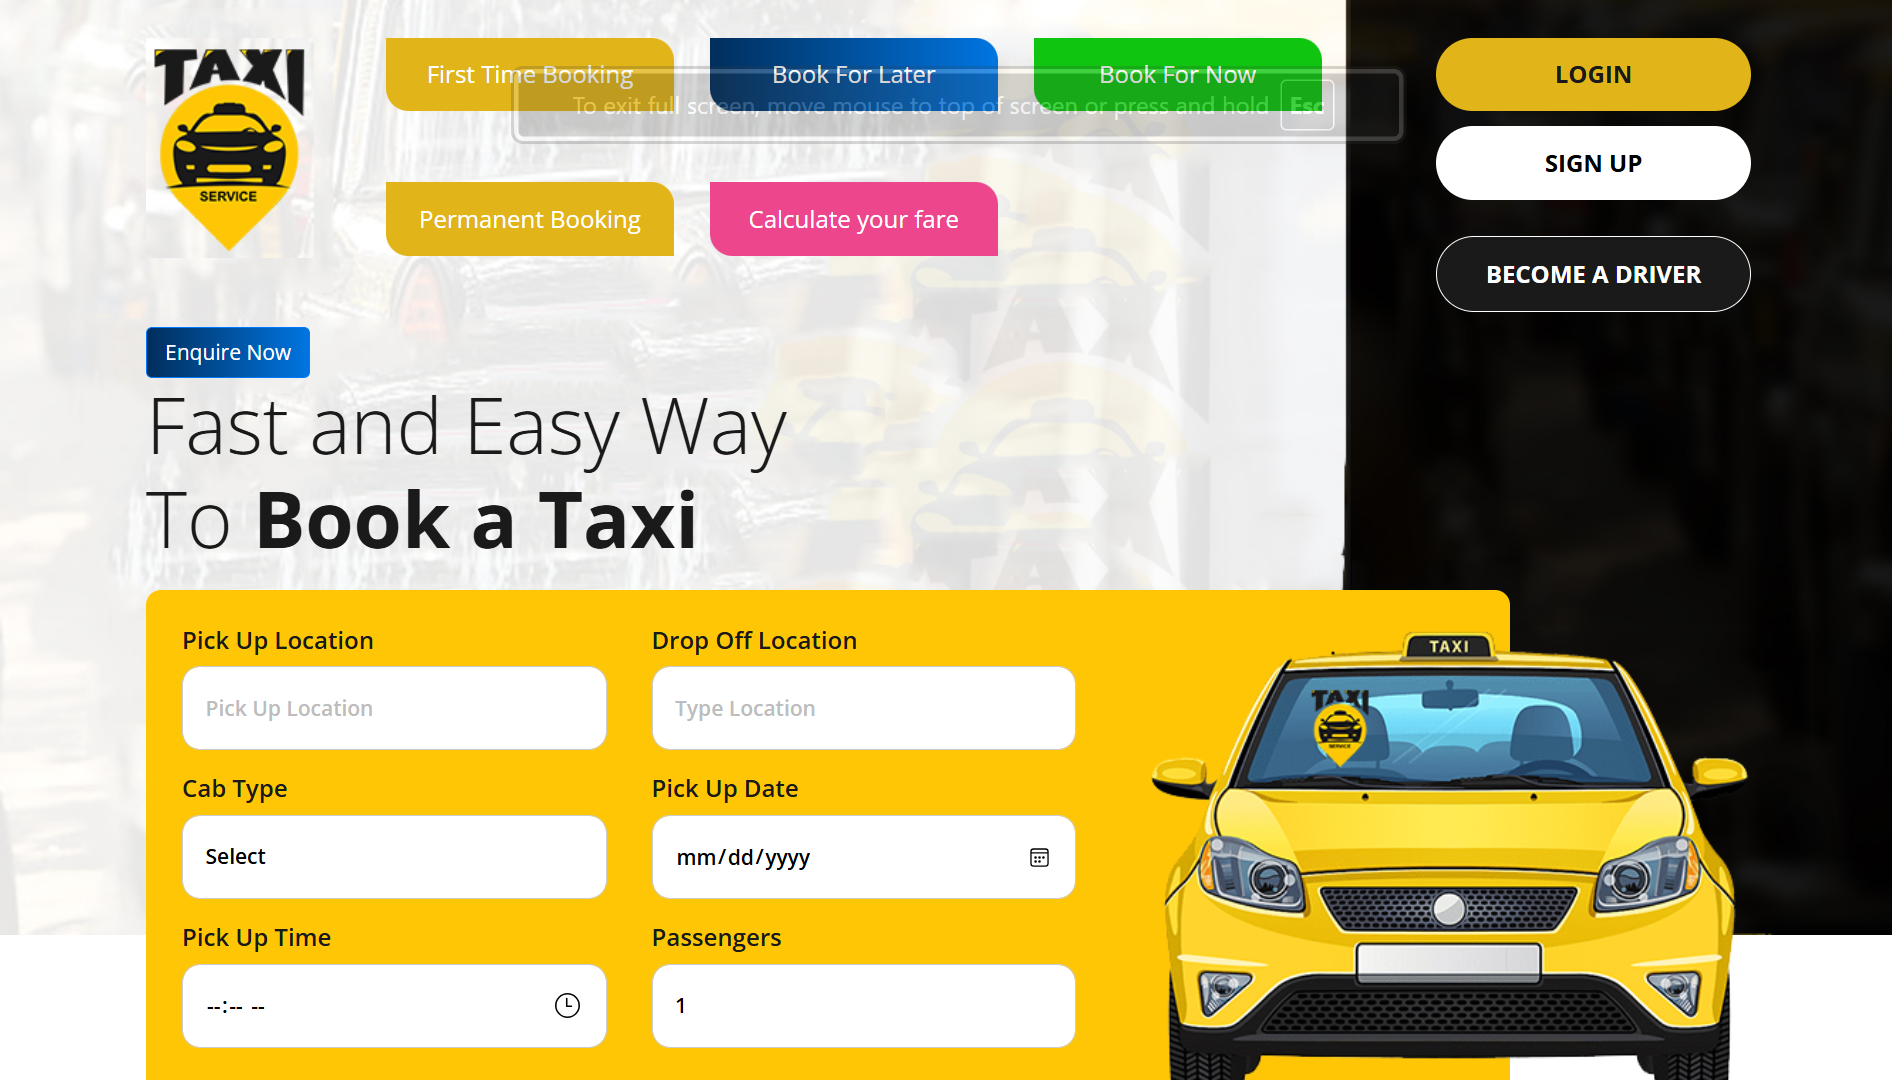 TAXI
SERVICE
First Time Booking
Book For Later
Book For Now
To exit full screen, move mouse to top of screen or press and hold Esc
Permanent Booking
Calculate your fare
LOGIN
SIGN UP
BECOME A DRIVER
Enquire Now
Fast and Easy Way
To Book a Taxi
Pick Up Location
Pick Up Location
Drop Off Location
Type Location
Cab Type
Select
Pick Up Date
mm/dd/yyyy
Pick Up Time
--:-- --
Passengers
1
TAXI
TAXI
SERVICE